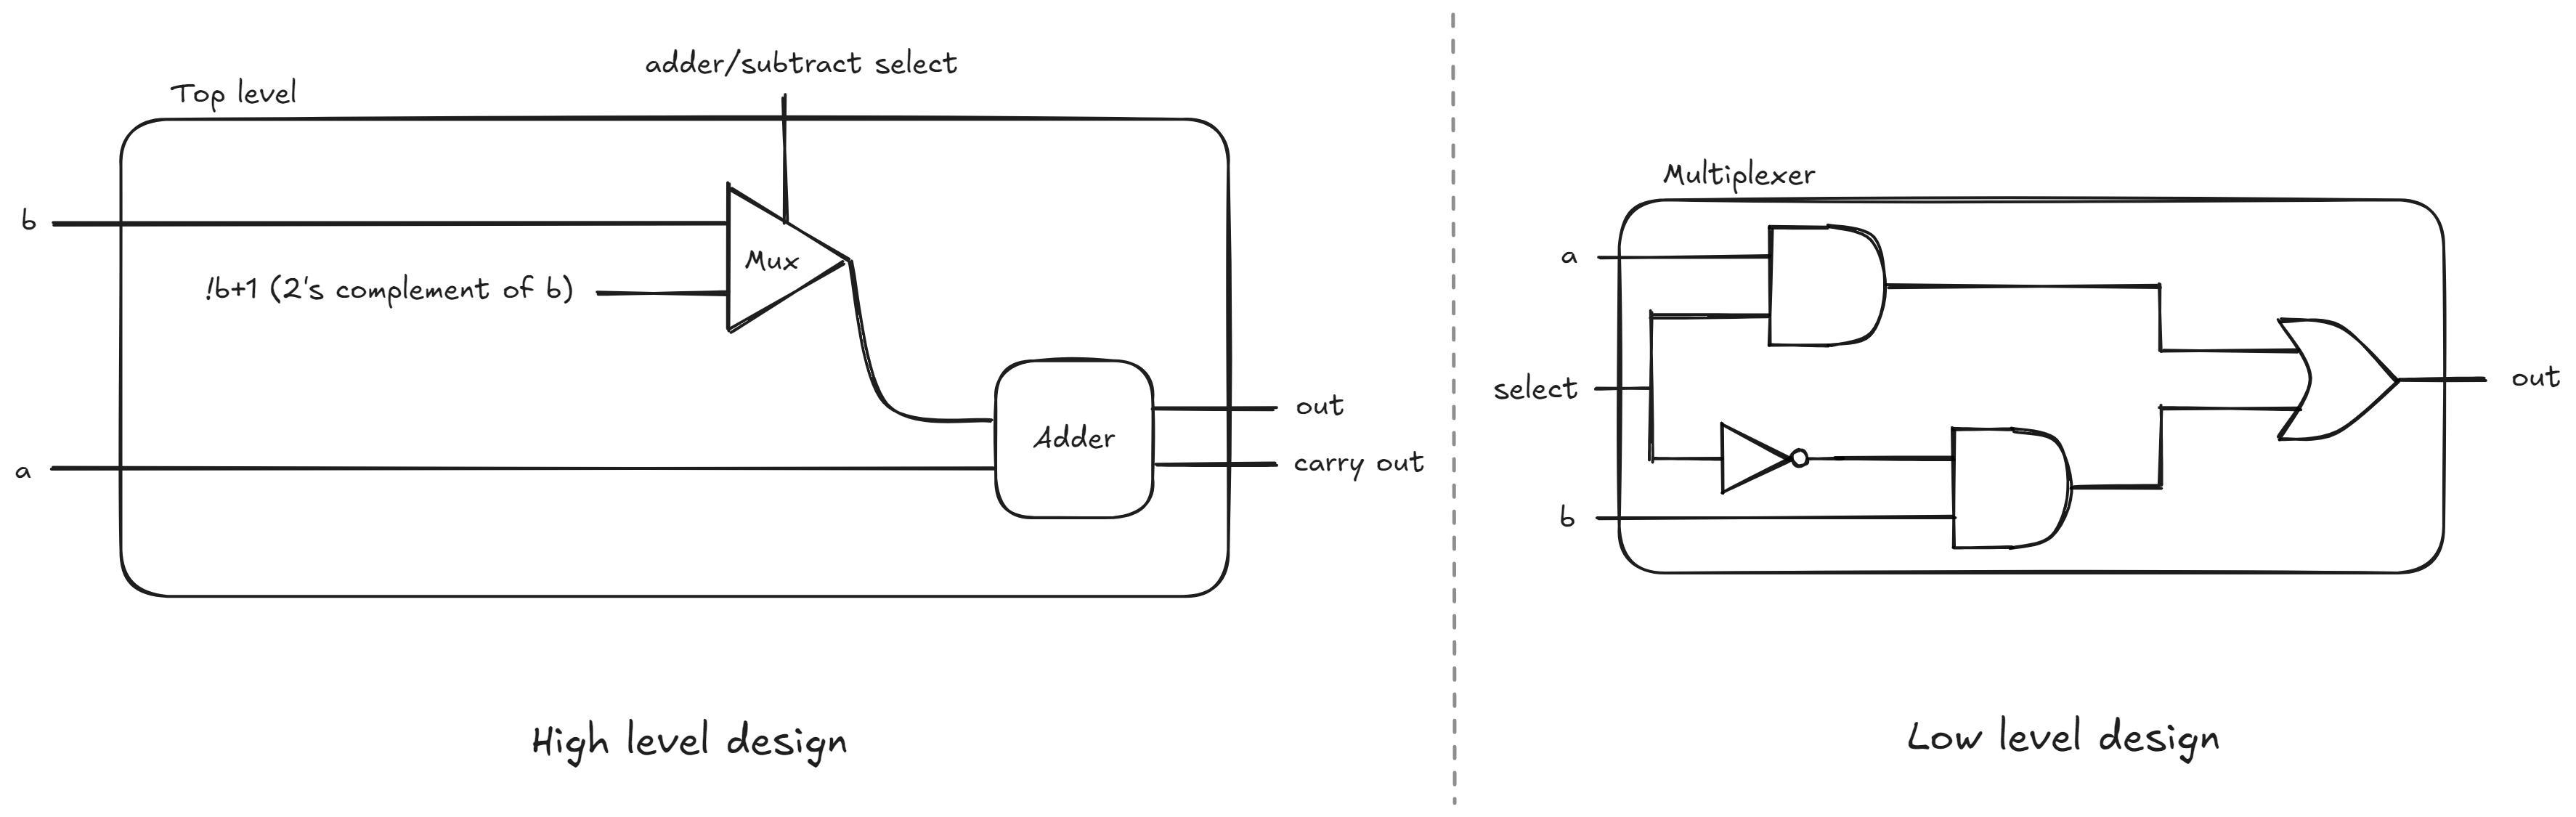 adder/subtract select
Top level
b
Mux
!b+1 (2's complement of b)
Adder
out
carry out
a
High level design
Multiplexer
a
select
b
out
Low level design